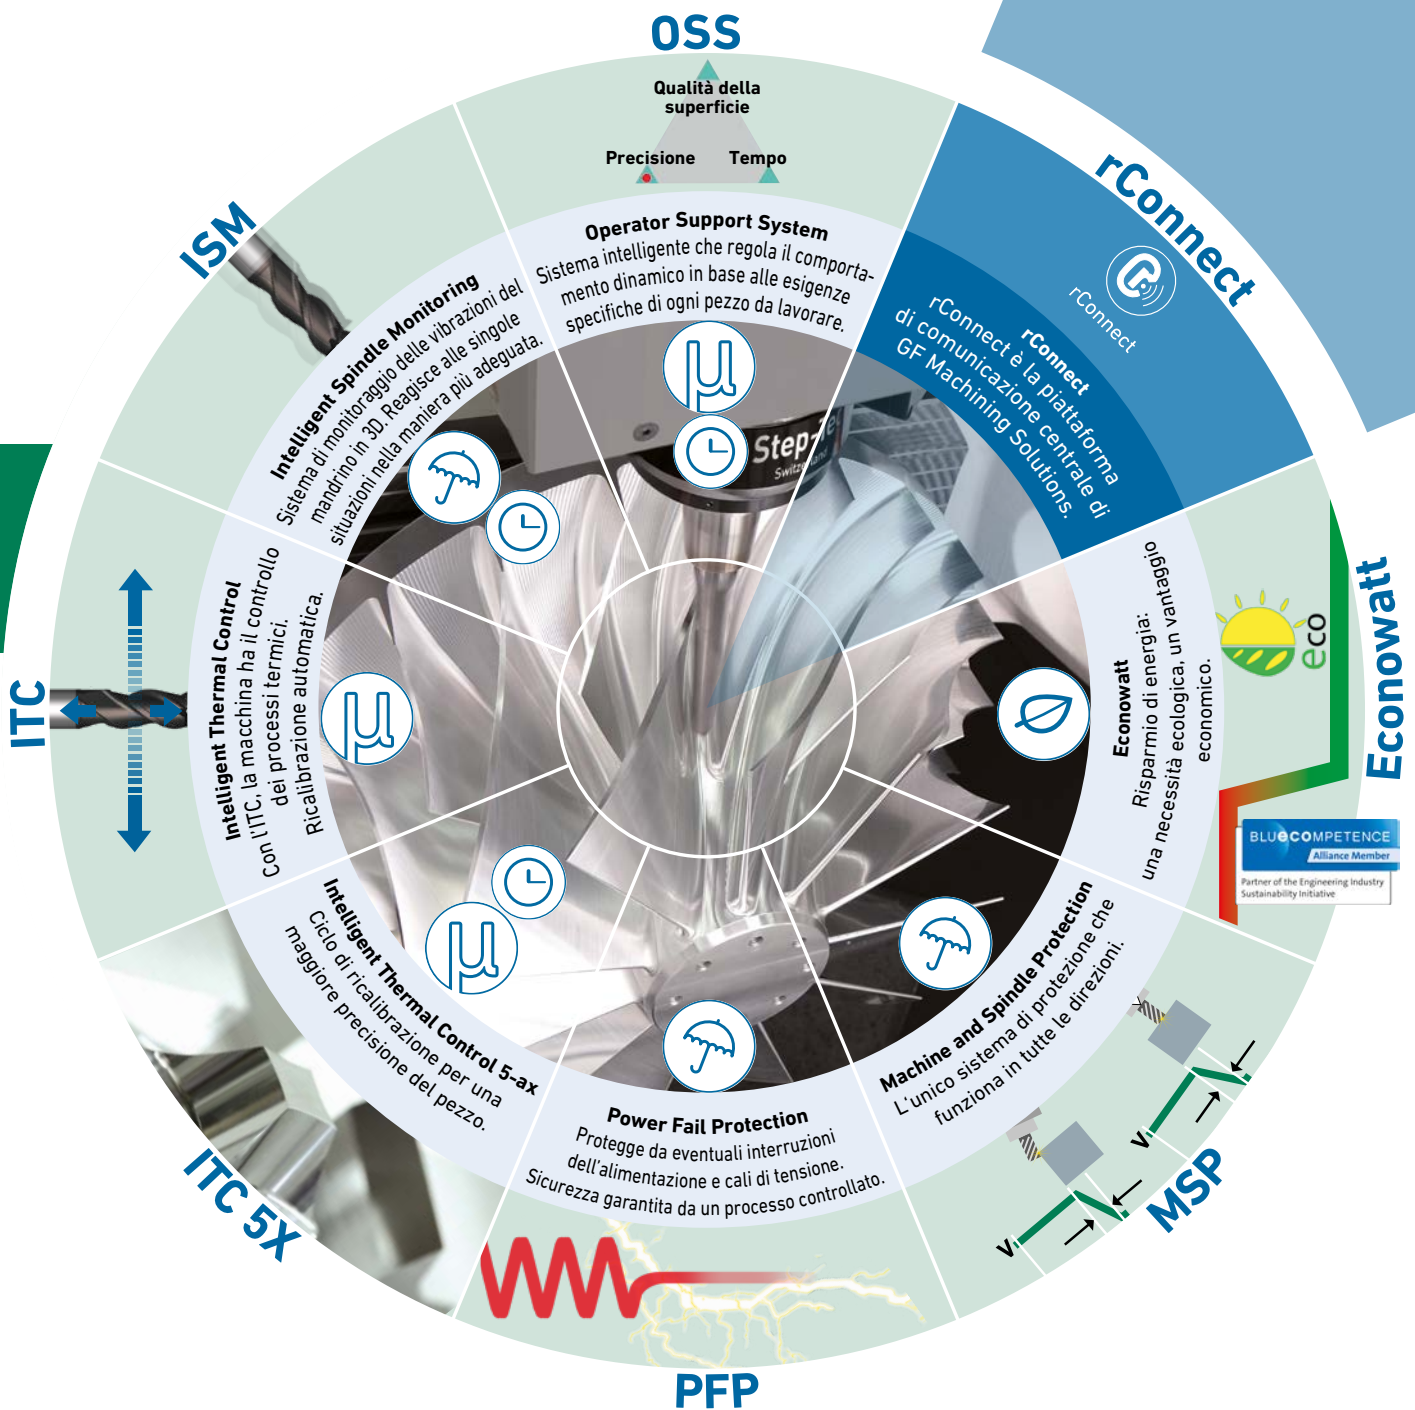 OSS
Qualità della
superficie
Precisione
Tempo
Operator Support System
Sistema intelligente che regola il comporta-
mento dinamico in base alle esigenze
specifiche di ogni pezzo da lavorare.
rConnect
rConnect
rConnect
rConnect è la piattaforma
di comunicazione centrale di
GF Machining Solutions.
Econowatt
eco
Econowatt
Risparmio di energia:
una necessità ecologica, un vantaggio
economico.
BLUeCOMPETENCE
Alliance Member
Partner of the Engineering Industry
Sustainability Initiative
MSP
Machine and Spindle Protection
L'unico sistema di protezione che
funziona in tutte le direzioni.
V
V
PFP
Power Fail Protection
Protegge da eventuali interruzioni
dell'alimentazione e cali di tensione.
Sicurezza garantita da un processo controllato.
ITC 5X
Intelligent Thermal Control 5-ax
Ciclo di ricalibrazione per una
maggiore precisione del pezzo.
ITC
Intelligent Thermal Control
Con l'ITC, la macchina ha il controllo
dei processi termici.
Ricalibrazione automatica.
ISM
Intelligent Spindle Monitoring
Sistema di monitoraggio delle vibrazioni del
mandrino in 3D. Reagisce alle singole
situazioni nella maniera più adeguata.
µ
µ
µ
Step-Tec
Switzerland